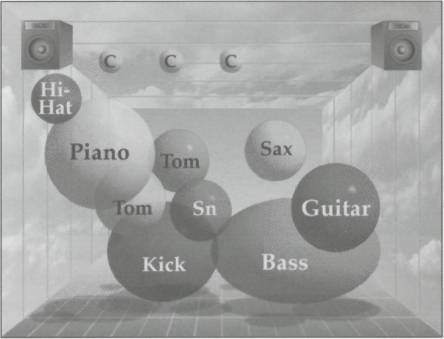 C C C
Hi-
Hat
Piano
Tom
Sax
Tom
Sn
Guitar
Kick
Bass